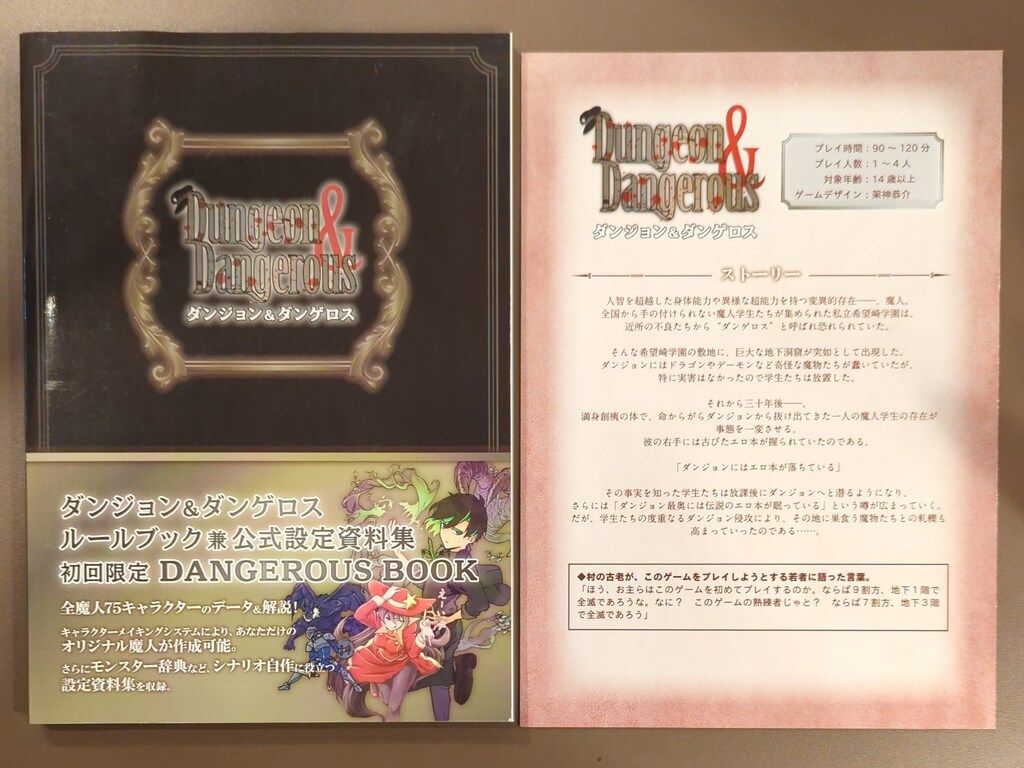 Dungeon &
Dangerous
ダンジョン&ダンゲロス
ダンジョン&ダンゲロス
ルールブック兼公式設定資料集
初回限定 DANGEROUS BOOK
全魔人75キャラクターのデータ&解説!
キャラクターメイキングシステムにより、あなただけの
オリジナル魔人が作成可能。
さらにモンスター辞典など、シナリオ自作に役立つ
設定資料集を収録。
Dungeon &
Dangerous
ダンジョン&ダンゲロス
プレイ時間:90~120分
プレイ人数:1~4人
対象年齢:14歳以上
ゲームデザイン:架神恭介
ストーリー
人智を超越した身体能力や異様な超能力を持つ変異的存在――、魔人。
全国から手の付けられない魔人学生たちが集められた私立希望崎学園は、
近所の不良たちから“ダンゲロス”と呼ばれ恐れられていた。
そんな希望崎学園の敷地に、巨大な地下洞窟が突如として出現した。
ダンジョンにはドラゴンやデーモンなど奇怪な魔物たちが蠢いていたが、
特に実害はなかったので学生たちは放置した。
それから三十年後――。
満身創痍の体で、命からがらダンジョンから抜け出てきた一人の魔人学生の存在が
事態を一変させる。
彼の右手には古びたエロ本が握られていたのである。
「ダンジョンにはエロ本が落ちている」
その事実を知った学生たちは放課後にダンジョンへと潜るようになり、
さらには「ダンジョン最奥には伝説のエロ本が眠っている」という噂が広まっていく。
だが、学生たちの度重なるダンジョン侵攻により、その地に巣食う魔物たちとの軋轢も
高まっていったのである……。
◆村の古老が、このゲームをプレイしようとする若者に語った言葉。
「ほう、お主らはこのゲームを初めてプレイするのか。ならば9割方、地下1階で
全滅であろうな。なに? このゲームの熟練者じゃと? ならば7割方、地下3階
で全滅であろう」